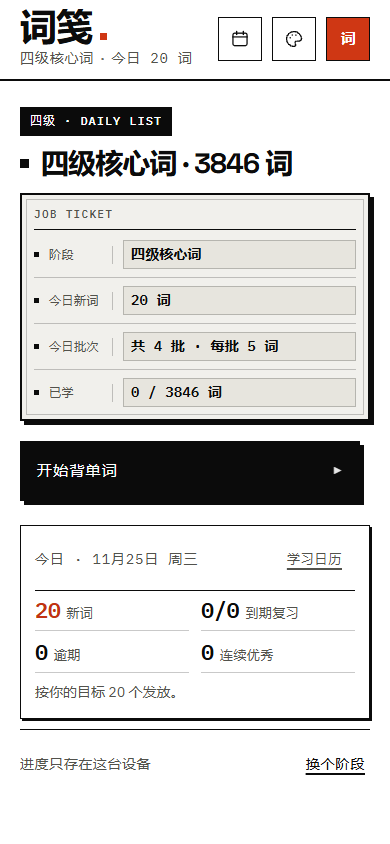 词笺.
四级核心词 · 今日 20 词
词
四级 · DAILY LIST
四级核心词 · 3846 词
JOB TICKET
阶段 四级核心词
今日新词 20 词
今日批次 共 4 批 · 每批 5 词
已学 0 / 3846 词
开始背单词 ►
今日 · 11月25日 周三 学习日历
20 新词 0/0 到期复习
0 逾期 0 连续优秀
按你的目标 20 个发放。
进度只存在这台设备 换个阶段